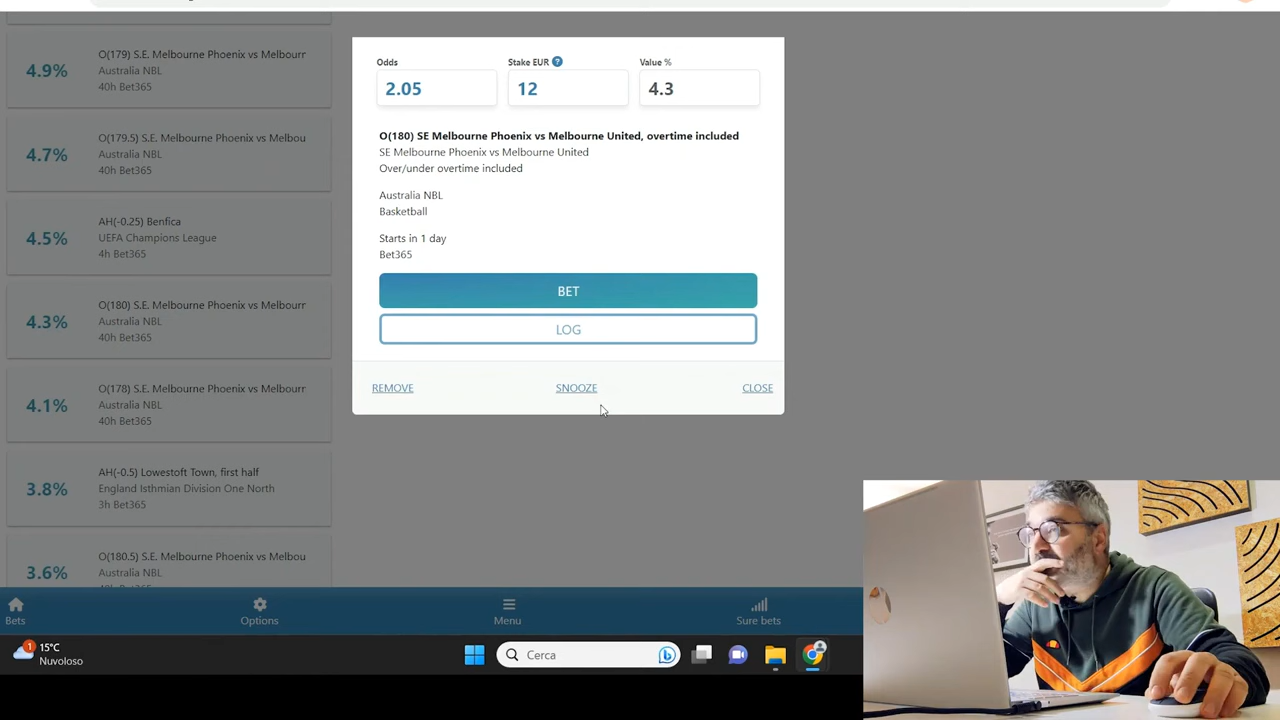 4.9%
O(179) S.E. Melbourne Phoenix vs Melbourr
Australia NBL
40h Bet365
4.7%
O(179.5) S.E. Melbourne Phoenix vs Melbou
Australia NBL
40h Bet365
4.5%
AH(-0.25) Benfica
UEFA Champions League
4h Bet365
4.3%
O(180) S.E. Melbourne Phoenix vs Melbourr
Australia NBL
40h Bet365
4.1%
O(178) S.E. Melbourne Phoenix vs Melbourr
Australia NBL
40h Bet365
3.8%
AH(-0.5) Lowestoft Town, first half
England Isthmian Division One North
3h Bet365
3.6%
O(180.5) S.E. Melbourne Phoenix vs Melbou
Australia NBL
Odds Stake EUR ? Value %
2.05 12 4.3
O(180) SE Melbourne Phoenix vs Melbourne United, overtime included
SE Melbourne Phoenix vs Melbourne United
Over/under overtime included
Australia NBL
Basketball
Starts in 1 day
Bet365
BET
LOG
REMOVE SNOOZE CLOSE
Bets Options Menu Sure bets
1
15°C
Nuvoloso
Cerca